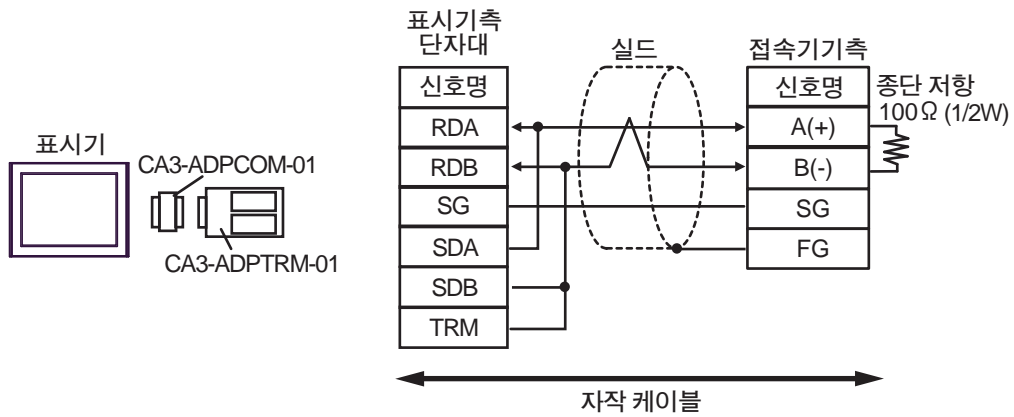 표시기
CA3-ADPCOM-01
CA3-ADPTRM-01
표시기측
단자대
신호명
RDA
RDB
SG
SDA
SDB
TRM
실드
접속기기측
신호명
A(+)
B(-)
SG
FG
종단 저항
100Ω (1/2W)
자작 케이블